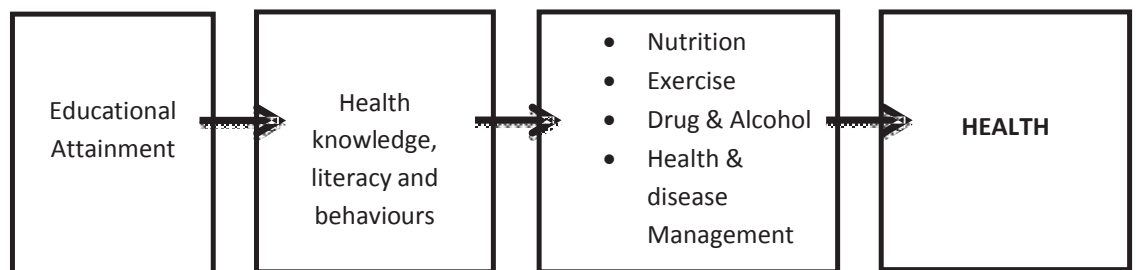 Educational
Attainment
Health
knowledge,
literacy and
behaviours
• Nutrition
• Exercise
• Drug & Alcohol
• Health &
disease
Management
HEALTH